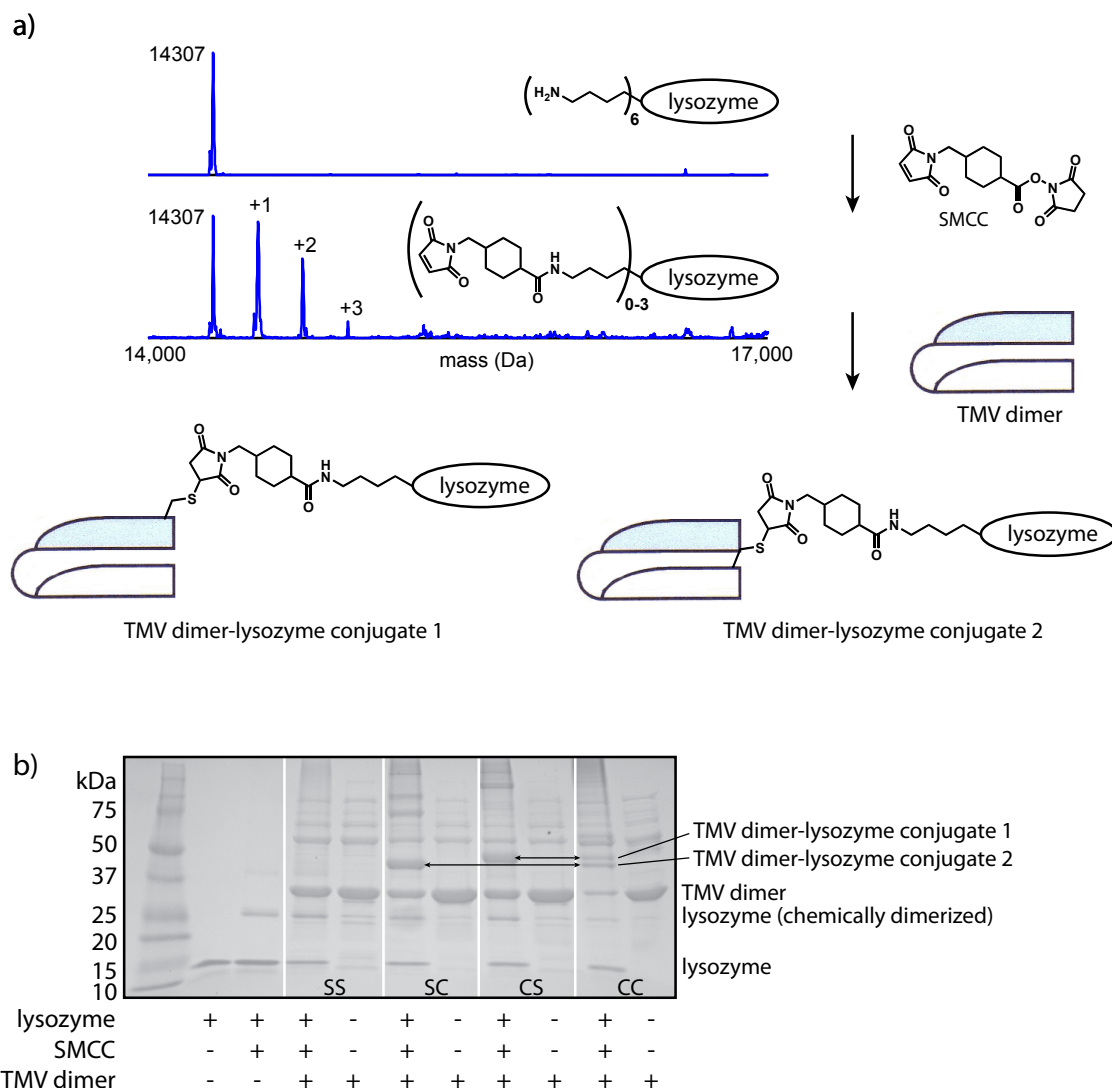 a)
14307
H2N
6
lysozyme
O
N
O
O
O
N
O
O
SMCC
14307
+1
+2
+3
O
N
O
H
N
O
0-3
lysozyme
14,000
mass (Da)
17,000
TMV dimer
O
N
O
S
H
N
O
lysozyme
TMV dimer-lysozyme conjugate 1
O
N
O
S
H
N
O
lysozyme
TMV dimer-lysozyme conjugate 2
b)
kDa
75
50
37
25
20
15
10
TMV dimer-lysozyme conjugate 1
TMV dimer-lysozyme conjugate 2
TMV dimer
lysozyme (chemically dimerized)
lysozyme
SS SC CS CC
lysozyme + + + - + - + - + -
SMCC - + + - + - + - + -
TMV dimer - - + + + + + + + +